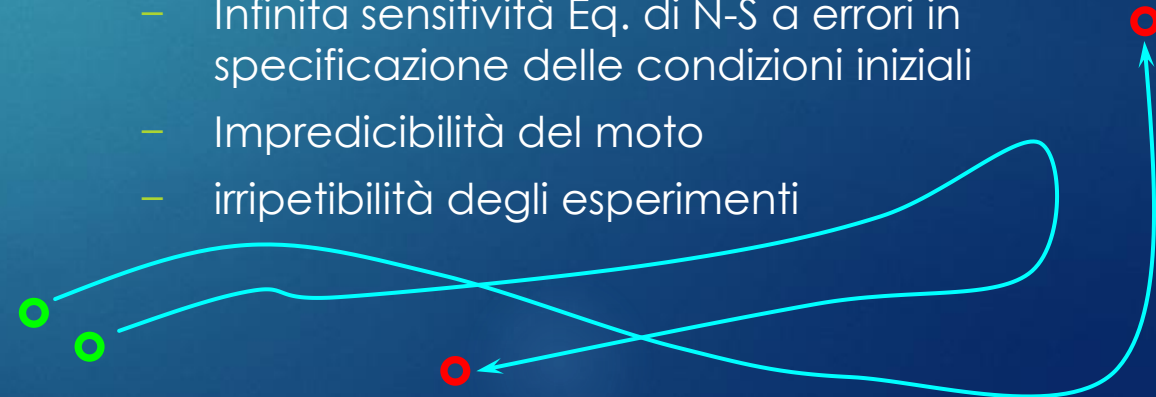 – Infinita sensitività Eq. di N-S a errori in
specificazione delle condizioni iniziali
– Impredicibilità del moto
– irripetibilità degli esperimenti